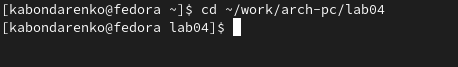 [kabondarenko@fedora ~]$ cd ~/work/arch-pc/lab04
[kabondarenko@fedora lab04]$